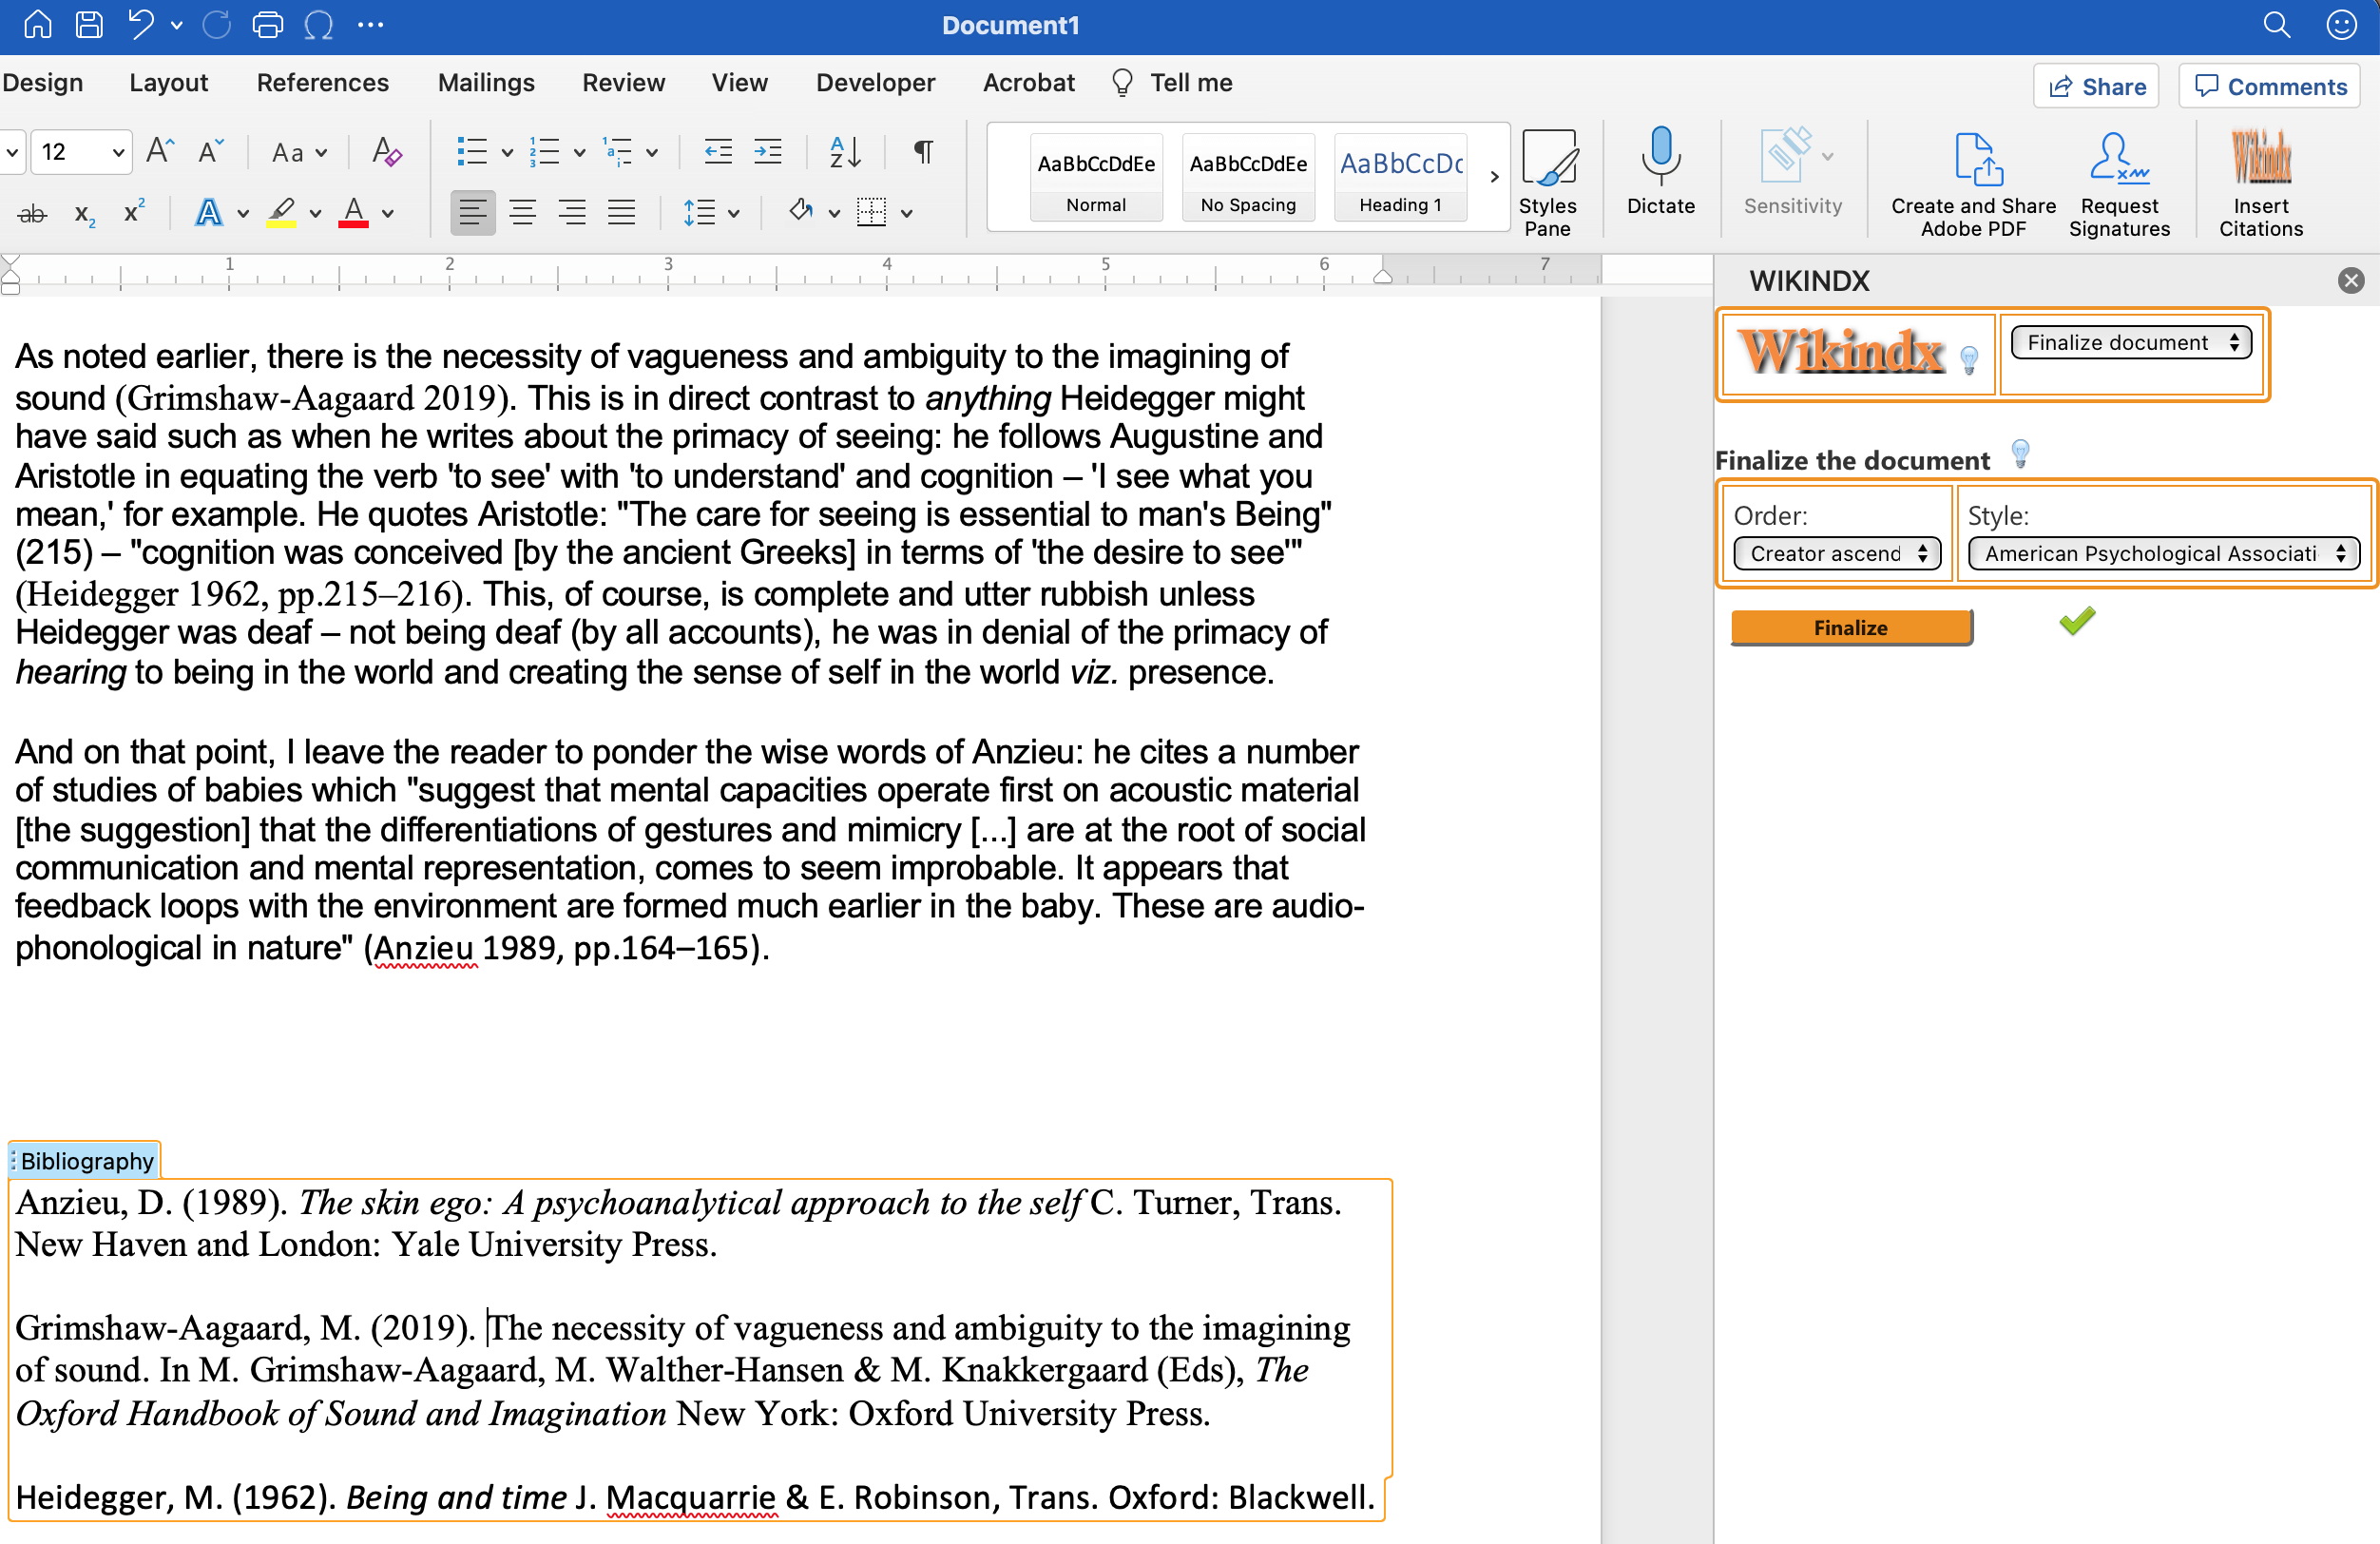 Document1
Design Layout References Mailings Review View Developer Acrobat Tell me
Share Comments
12 Aa
AaBbCcDdEe AaBbCcDdEe AaBbCcDc
Normal No Spacing Heading 1
Styles Pane
Dictate
Sensitivity
Create and Share Adobe PDF
Request Signatures
Wikindx
Insert Citations
1 2 3 4 5 6 7
As noted earlier, there is the necessity of vagueness and ambiguity to the imagining of
sound (Grimshaw-Aagaard 2019). This is in direct contrast to anything Heidegger might
have said such as when he writes about the primacy of seeing: he follows Augustine and
Aristotle in equating the verb 'to see' with 'to understand' and cognition – 'I see what you
mean,' for example. He quotes Aristotle: "The care for seeing is essential to man's Being"
(215) – "cognition was conceived [by the ancient Greeks] in terms of 'the desire to see'"
(Heidegger 1962, pp.215–216). This, of course, is complete and utter rubbish unless
Heidegger was deaf – not being deaf (by all accounts), he was in denial of the primacy of
hearing to being in the world and creating the sense of self in the world viz. presence.
And on that point, I leave the reader to ponder the wise words of Anzieu: he cites a number
of studies of babies which "suggest that mental capacities operate first on acoustic material
[the suggestion] that the differentiations of gestures and mimicry [...] are at the root of social
communication and mental representation, comes to seem improbable. It appears that
feedback loops with the environment are formed much earlier in the baby. These are audio-
phonological in nature" (Anzieu 1989, pp.164–165).
Bibliography
Anzieu, D. (1989). The skin ego: A psychoanalytical approach to the self C. Turner, Trans.
New Haven and London: Yale University Press.
Grimshaw-Aagaard, M. (2019). The necessity of vagueness and ambiguity to the imagining
of sound. In M. Grimshaw-Aagaard, M. Walther-Hansen & M. Knakkergaard (Eds), The
Oxford Handbook of Sound and Imagination New York: Oxford University Press.
Heidegger, M. (1962). Being and time J. Macquarrie & E. Robinson, Trans. Oxford: Blackwell.
WIKINDX
Wikindx
Finalize document
Finalize the document
Order: Style:
Creator ascend American Psychological Associati
Finalize